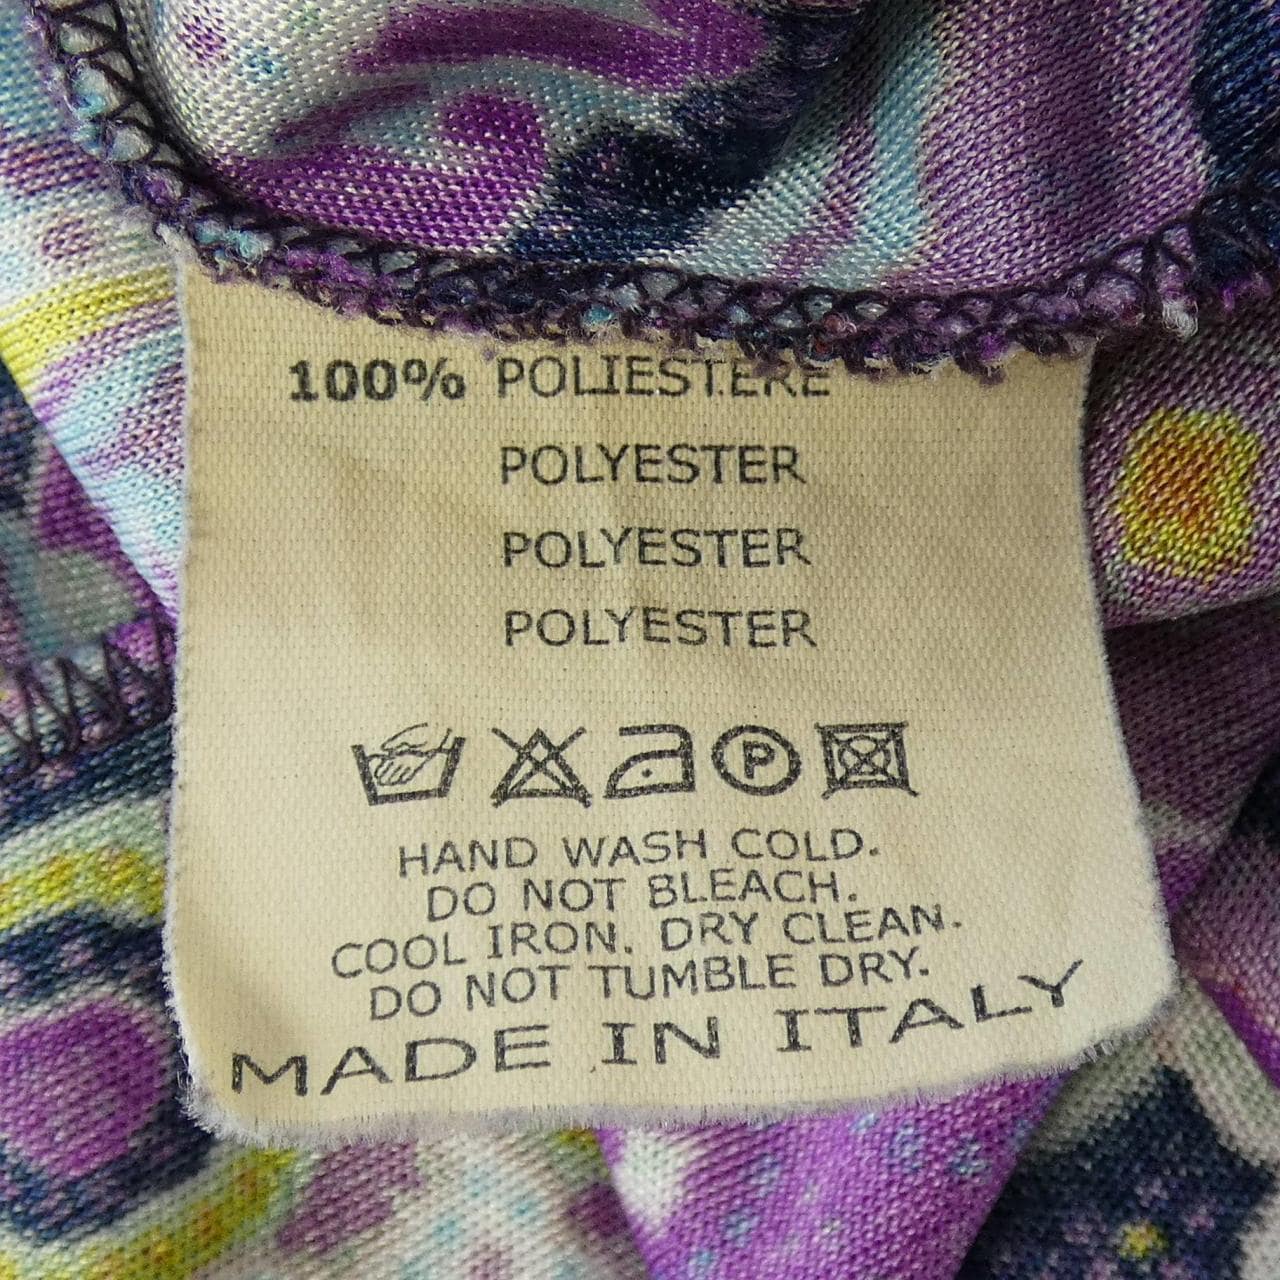 100% POLIESTERE
POLYESTER
POLYESTER
POLYESTER
P
HAND WASH COLD.
DO NOT BLEACH.
COOL IRON. DRY CLEAN.
DO NOT TUMBLE DRY.
MADE IN ITALY